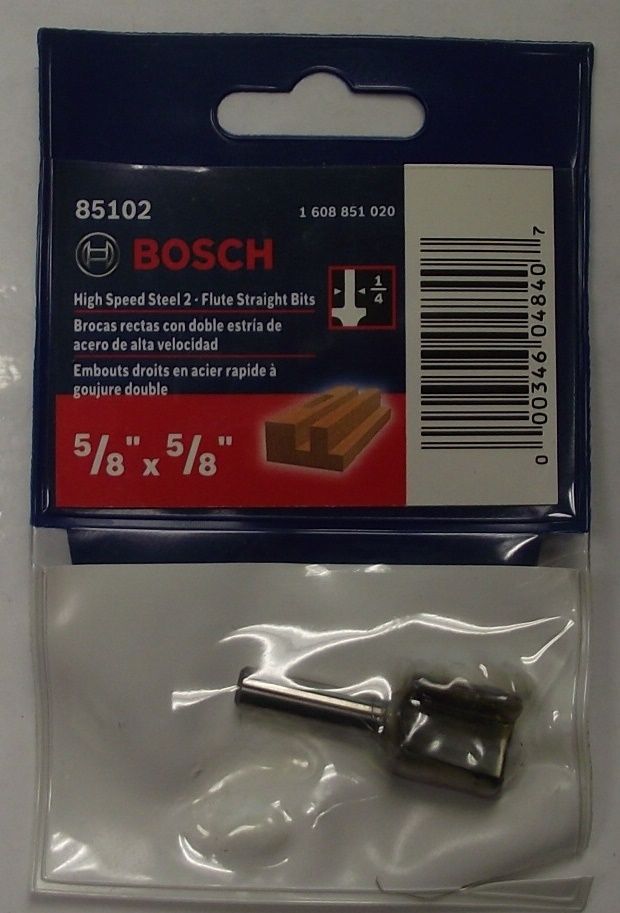 85102
1 608 851 020
BOSCH
High Speed Steel 2 - Flute Straight Bits
1/4
Brocas rectas con doble estría de
acero de alta velocidad
Embouts droits en acier rapide à
goujure double
5/8" x 5/8"
0 00346 04840 7